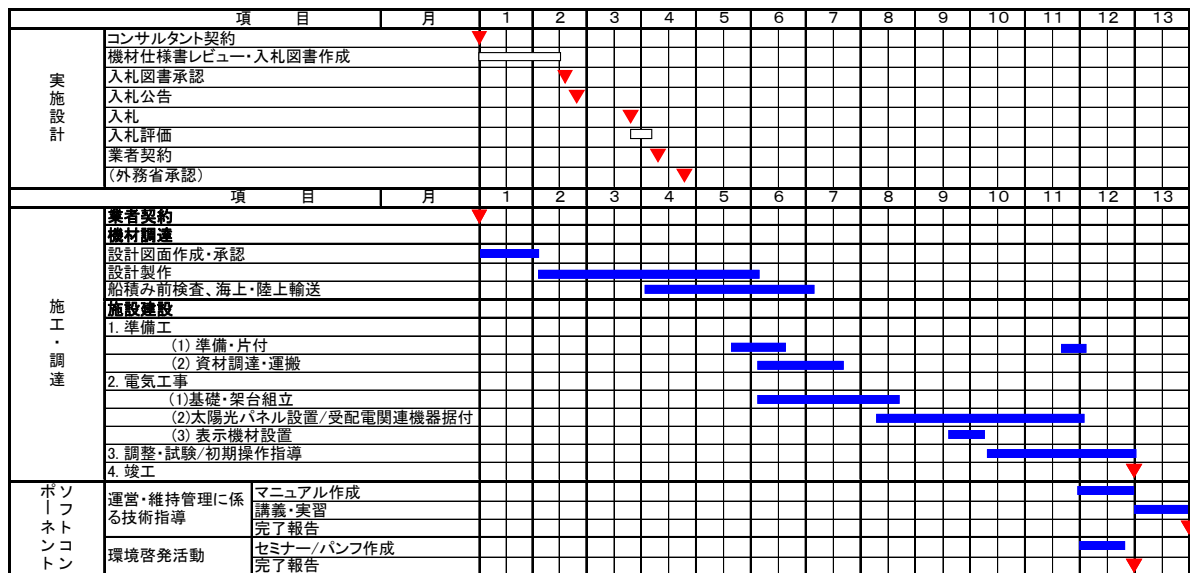 項 目 月 1 2 3 4 5 6 7 8 9 10 11 12 13
実施設計
コンサルタント契約
機材仕様書レビュー・入札図書作成
入札図書承認
入札公告
入札
入札評価
業者契約
(外務省承認)
項 目 月 1 2 3 4 5 6 7 8 9 10 11 12 13
施工・調達
業者契約
機材調達
設計図面作成・承認
設計製作
船積み前検査、海上・陸上輸送
施設建設
1. 準備工
(1) 準備・片付
(2) 資材調達・運搬
2. 電気工事
(1)基礎・架台組立
(2)太陽光パネル設置/受配電関連機器据付
(3) 表示機材設置
3. 調整・試験/初期操作指導
4. 竣工
ソフトコン
ポーネント
運営・維持管理に係
る技術指導
マニュアル作成
講義・実習
完了報告
環境啓発活動
セミナー/パンフ作成
完了報告